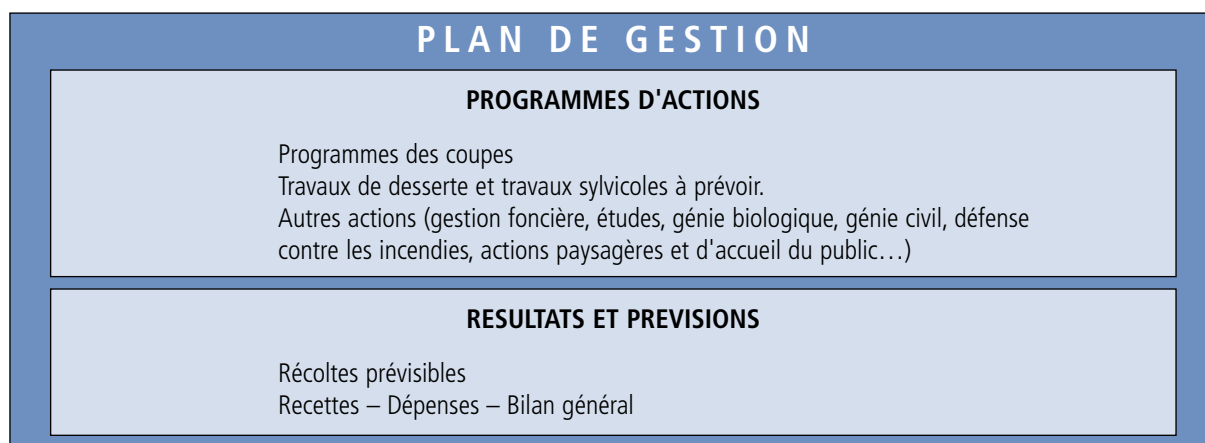 PLAN DE GESTION
PROGRAMMES D'ACTIONS
Programmes des coupes
Travaux de desserte et travaux sylvicoles à prévoir.
Autres actions (gestion foncière, études, génie biologique, génie civil, défense
contre les incendies, actions paysagères et d'accueil du public…)
RESULTATS ET PREVISIONS
Récoltes prévisibles
Recettes – Dépenses – Bilan général